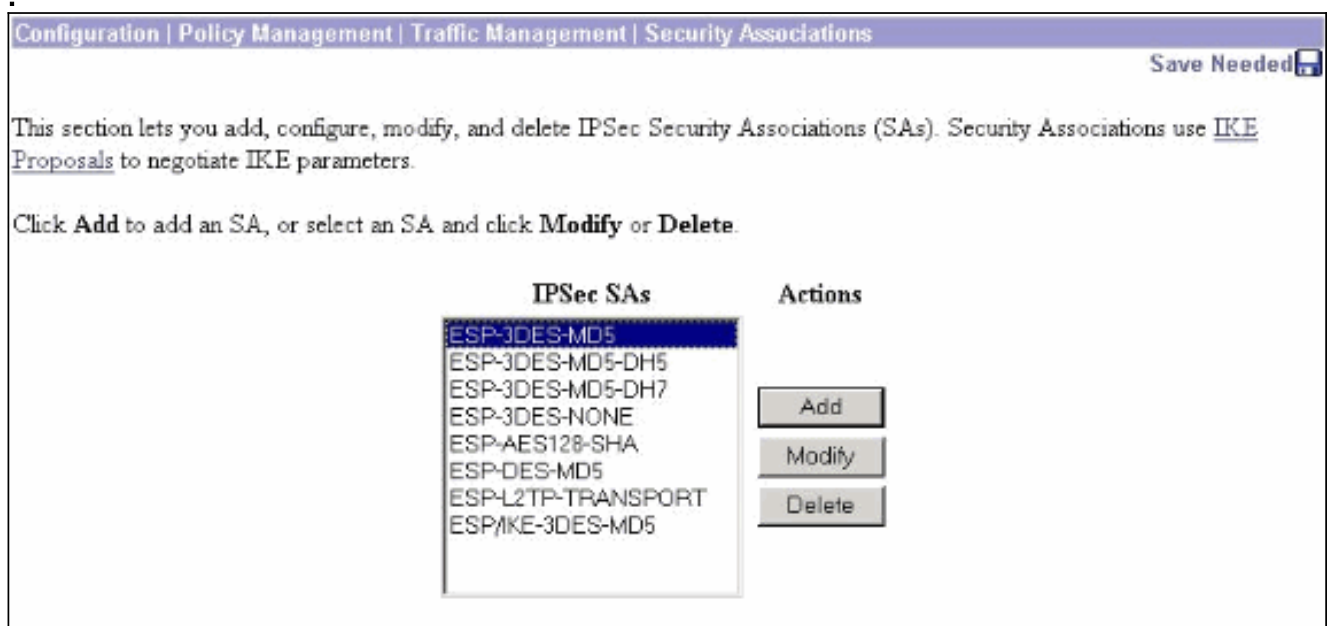 Configuration | Policy Management | Traffic Management | Security Associations
Save Needed
This section lets you add, configure, modify, and delete IPSec Security Associations (SAs). Security Associations use IKE
Proposals to negotiate IKE parameters.
Click Add to add an SA, or select an SA and click Modify or Delete.
IPSec SAs
Actions
ESP-3DES-MD5
ESP-3DES-MD5-DH5
ESP-3DES-MD5-DH7
ESP-3DES-NONE
ESP-AES128-SHA
ESP-DES-MD5
ESP-L2TP-TRANSPORT
ESP/IKE-3DES-MD5
Add
Modify
Delete